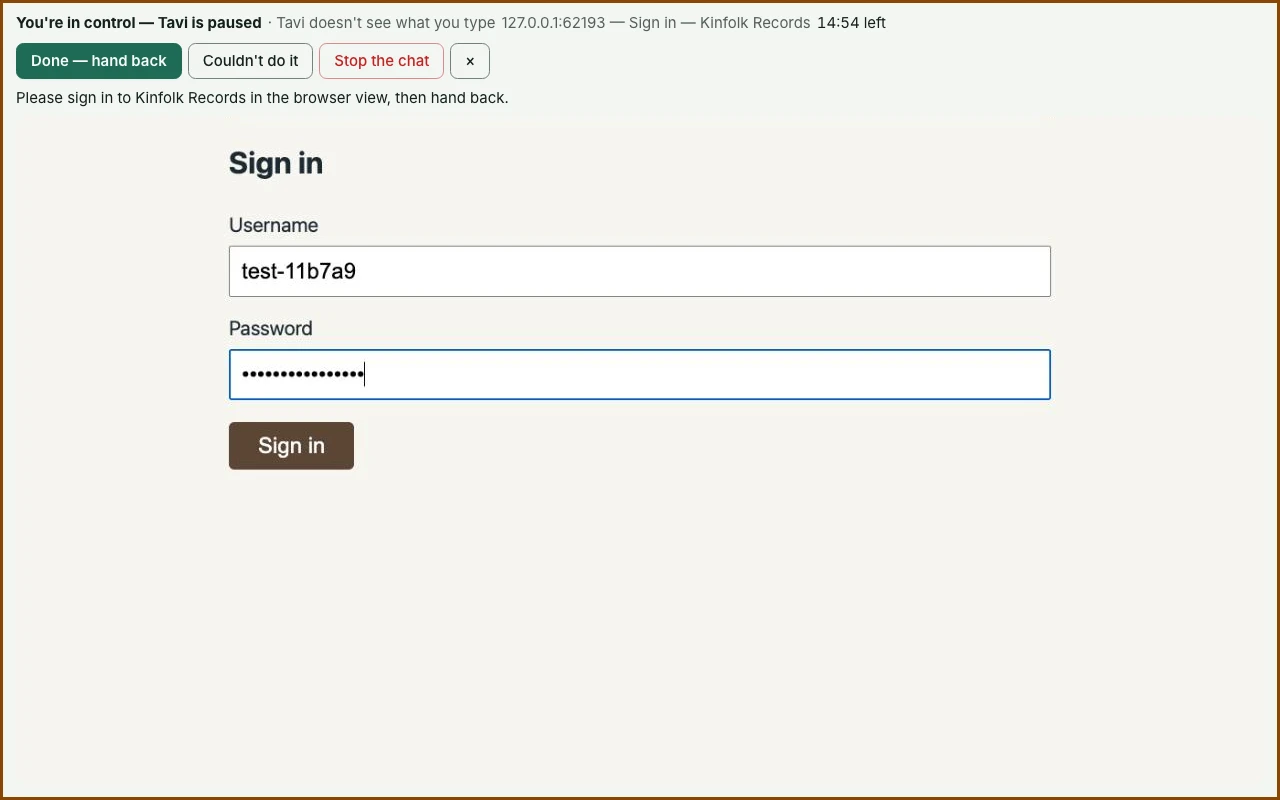 You're in control — Tavi is paused · Tavi doesn't see what you type 127.0.0.1:62193 — Sign in — Kinfolk Records 14:54 left
Done — hand back Couldn't do it Stop the chat ×
Please sign in to Kinfolk Records in the browser view, then hand back.
Sign in
Username
test-11b7a9
Password
••••••••••••••••
Sign in